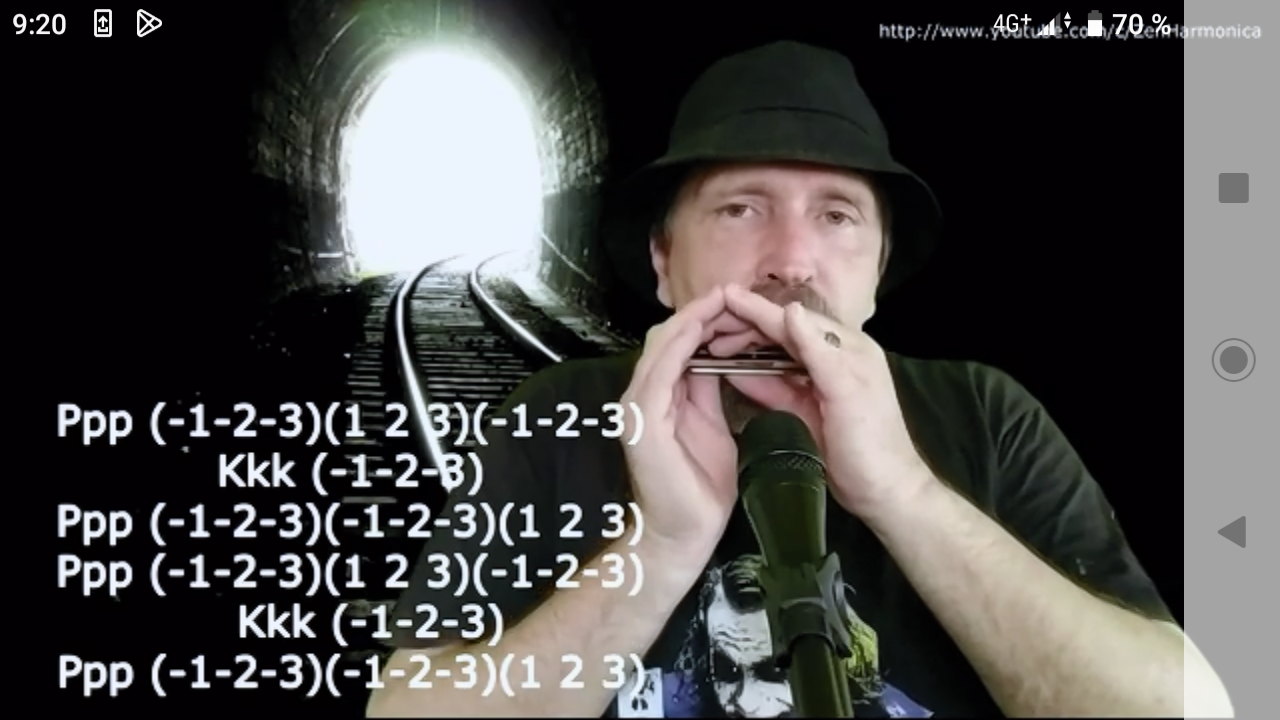 9:20
4G+ 70 %
http://www.youtube.com/c/ZenHarmonica
Ppp (-1-2-3)(1 2 3)(-1-2-3)
Kkk (-1-2-3)
Ppp (-1-2-3)(-1-2-3)(1 2 3)
Ppp (-1-2-3)(1 2 3)(-1-2-3)
Kkk (-1-2-3)
Ppp (-1-2-3)(-1-2-3)(1 2 3)